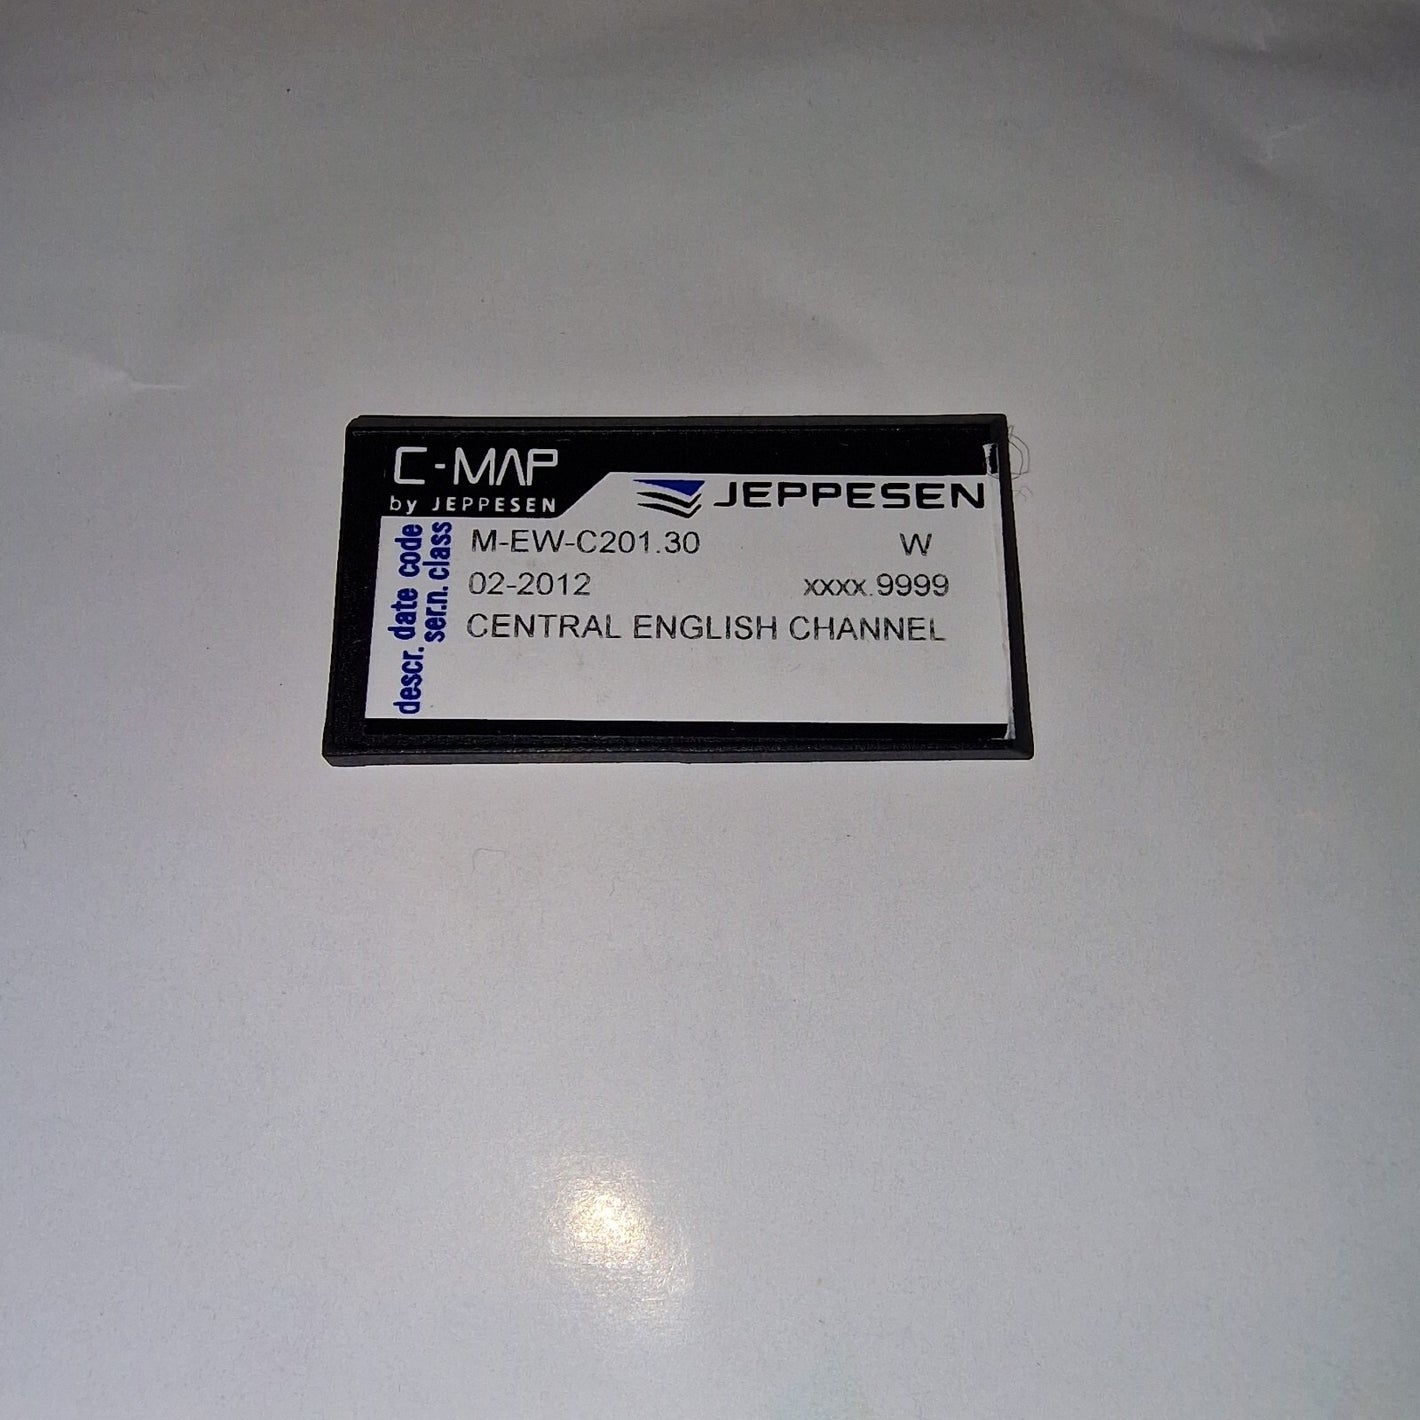 C-MAP
by JEPPESEN
JEPPESEN
code M-EW-C201.30 class W
date 02-2012 ser.n. xxxx.9999
descr. CENTRAL ENGLISH CHANNEL